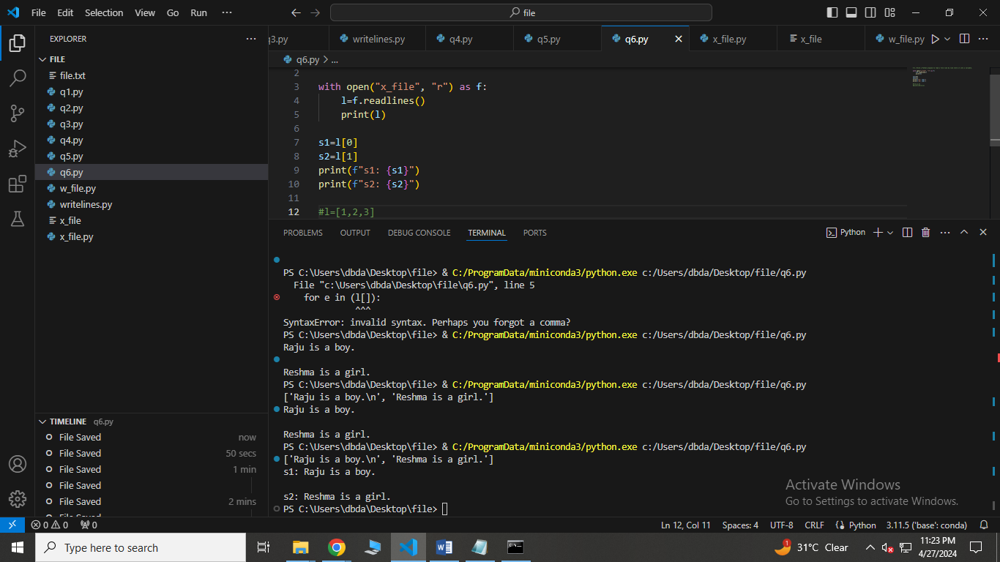 File Edit Selection View Go Run ··· file
EXPLORER ···
FILE
file.txt
q1.py
q2.py
q3.py
q4.py
q5.py
q6.py
w_file.py
writelines.py
x_file
x_file.py
TIMELINE q6.py
File Saved now
File Saved 50 secs
File Saved 1 min
File Saved
File Saved 2 mins
q3.py writelines.py q4.py q5.py q6.py x_file.py x_file w_file.py ···
q6.py > ...
2
3 with open("x_file", "r") as f:
4 l=f.readlines()
5 print(l)
6
7 s1=l[0]
8 s2=l[1]
9 print(f"s1: {s1}")
10 print(f"s2: {s2}")
11
12 #l=[1,2,3]
PROBLEMS OUTPUT DEBUG CONSOLE TERMINAL PORTS Python
PS C:\Users\dbda\Desktop\file> & C:/ProgramData/miniconda3/python.exe c:/Users/dbda/Desktop/file/q6.py
File "c:\Users\dbda\Desktop\file\q6.py", line 5
for e in (l[]):
^^^
SyntaxError: invalid syntax. Perhaps you forgot a comma?
PS C:\Users\dbda\Desktop\file> & C:/ProgramData/miniconda3/python.exe c:/Users/dbda/Desktop/file/q6.py
Raju is a boy.
Reshma is a girl.
PS C:\Users\dbda\Desktop\file> & C:/ProgramData/miniconda3/python.exe c:/Users/dbda/Desktop/file/q6.py
['Raju is a boy.\n', 'Reshma is a girl.']
Raju is a boy.
Reshma is a girl.
PS C:\Users\dbda\Desktop\file> & C:/ProgramData/miniconda3/python.exe c:/Users/dbda/Desktop/file/q6.py
['Raju is a boy.\n', 'Reshma is a girl.']
s1: Raju is a boy.
s2: Reshma is a girl.
PS C:\Users\dbda\Desktop\file>
Activate Windows
Go to Settings to activate Windows.
0 0 0 Ln 12, Col 11 Spaces: 4 UTF-8 CRLF Python 3.11.5 ('base': conda)
Type here to search 1 31°C Clear 11:23 PM
4/27/2024